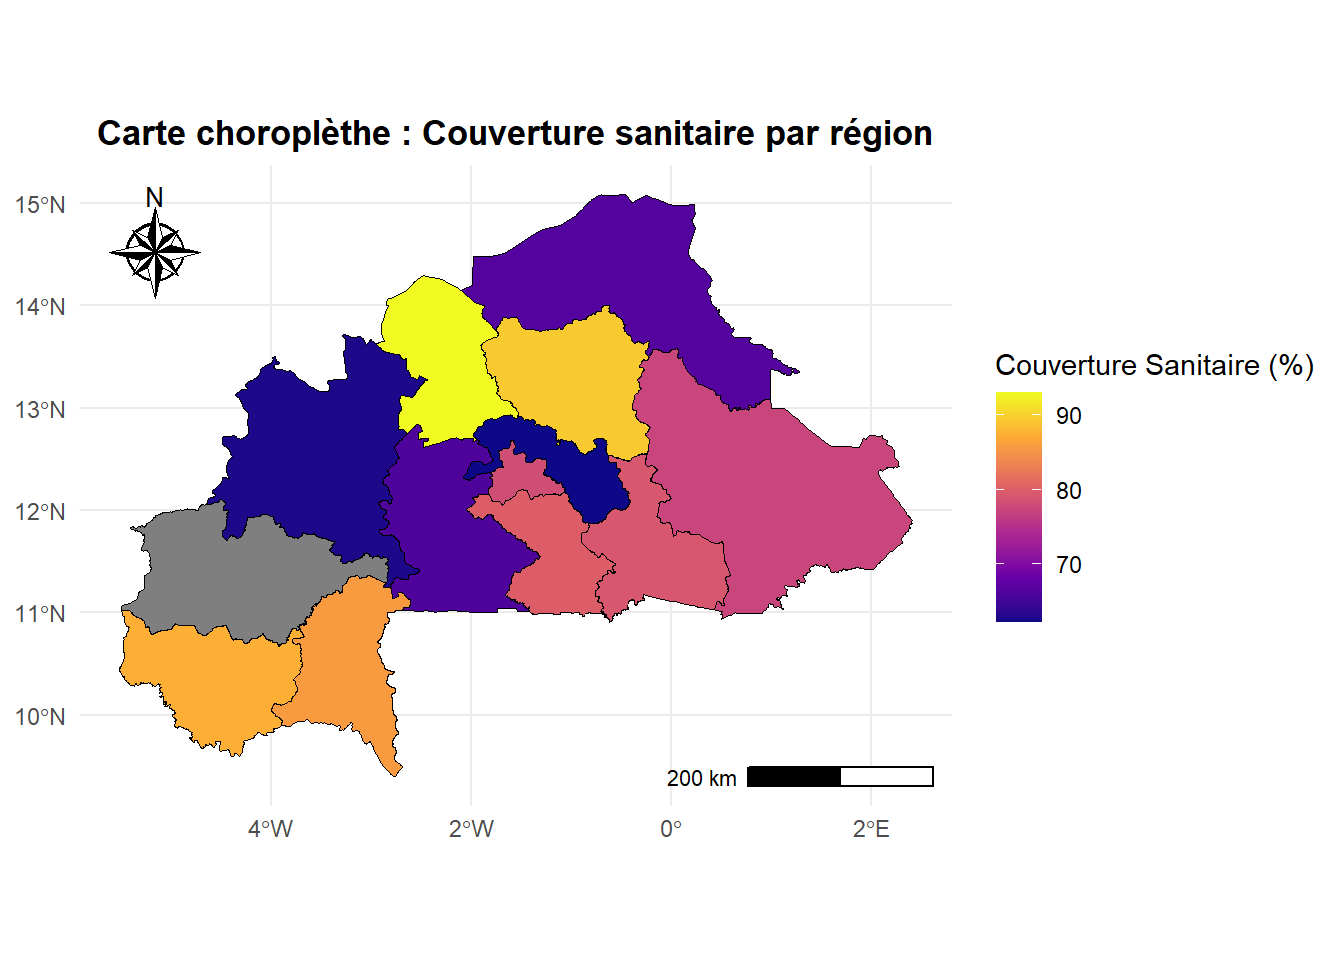 Carte choroplèthe : Couverture sanitaire par région
N
15°N
14°N
13°N
12°N
11°N
10°N
4°W
2°W
0°
2°E
200 km
Couverture Sanitaire (%)
90
80
70